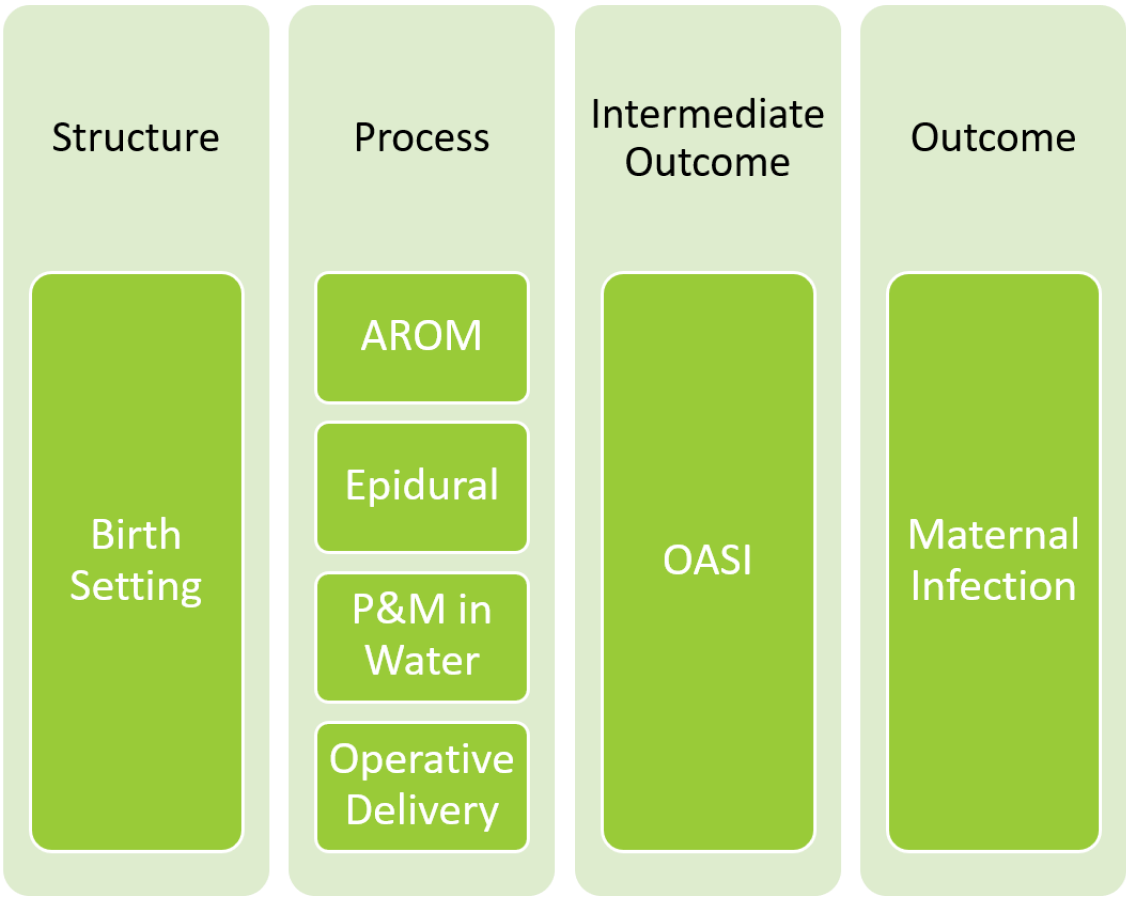 Structure
Process
Intermediate
Outcome
Outcome
Birth
Setting
AROM
Epidural
P&M in
Water
Operative
Delivery
OASI
Maternal
Infection